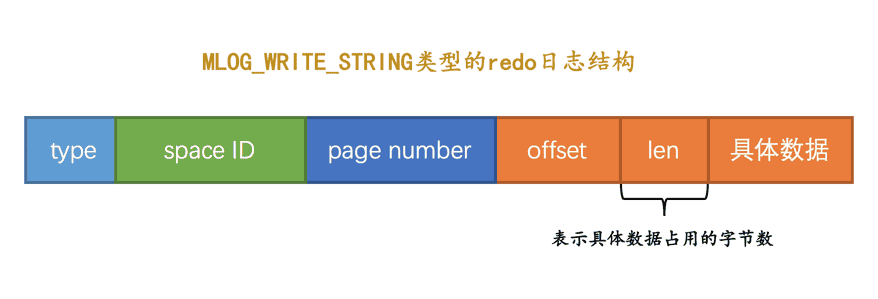 MLOG_WRITE_STRING类型的redo日志结构
type space ID page number offset len 具体数据
表示具体数据占用的字节数